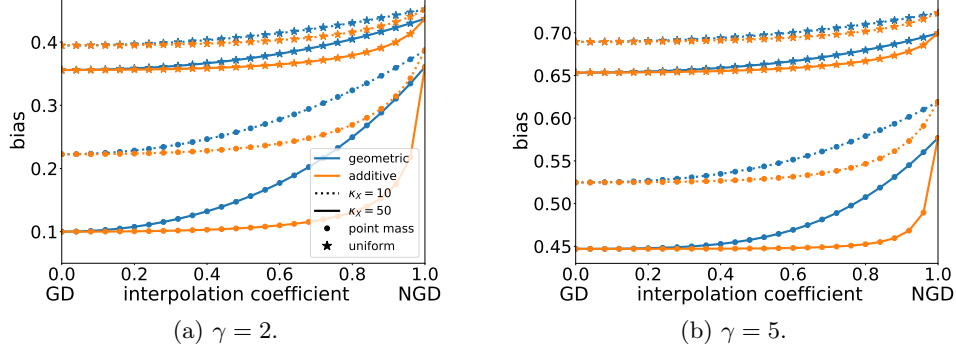 bias
0.4
0.3
0.2
0.1
geometric
additive
κ_X = 10
κ_X = 50
point mass
uniform
0.0 0.2 0.4 0.6 0.8 1.0
GD interpolation coefficient NGD
(a) γ = 2.
bias
0.70
0.65
0.60
0.55
0.50
0.45
0.0 0.2 0.4 0.6 0.8 1.0
GD interpolation coefficient NGD
(b) γ = 5.